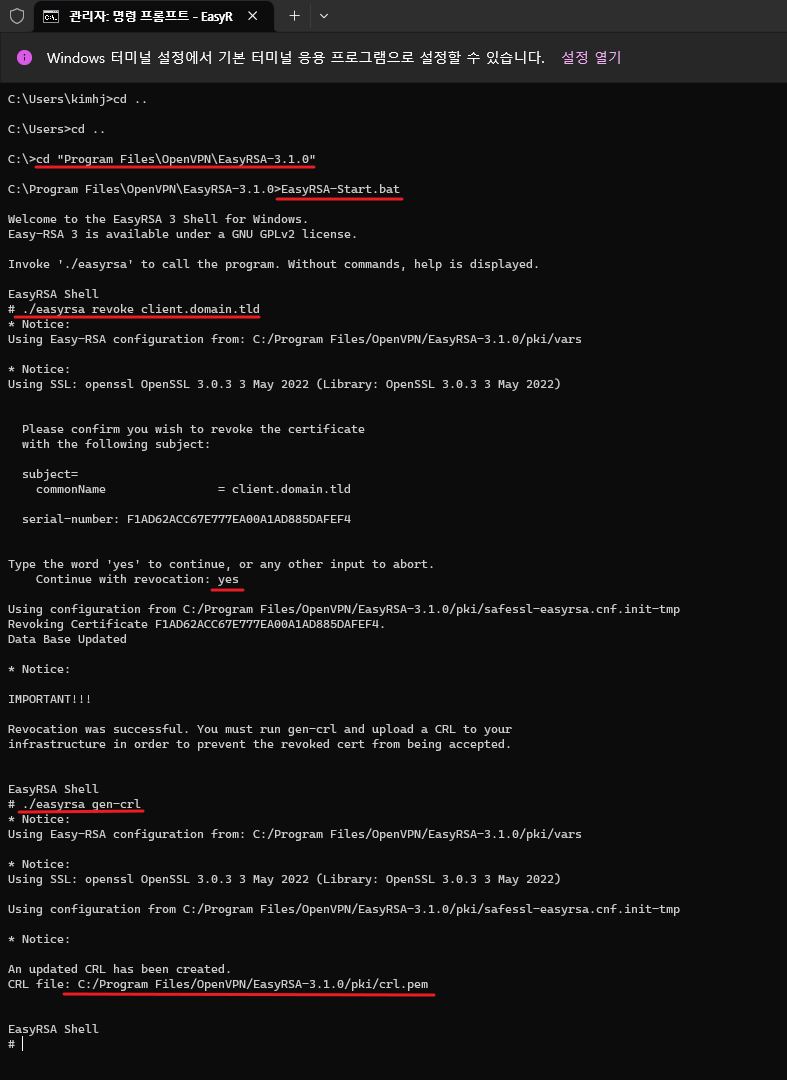 관리자: 명령 프롬프트 - EasyR
Windows 터미널 설정에서 기본 터미널 응용 프로그램으로 설정할 수 있습니다. 설정 열기
C:\Users\kimhj>cd ..
C:\Users>cd ..
C:\>cd "Program Files\OpenVPN\EasyRSA-3.1.0"
C:\Program Files\OpenVPN\EasyRSA-3.1.0>EasyRSA-Start.bat
Welcome to the EasyRSA 3 Shell for Windows.
Easy-RSA 3 is available under a GNU GPLv2 license.
Invoke './easyrsa' to call the program. Without commands, help is displayed.
EasyRSA Shell
# ./easyrsa revoke client.domain.tld
* Notice:
Using Easy-RSA configuration from: C:/Program Files/OpenVPN/EasyRSA-3.1.0/pki/vars
* Notice:
Using SSL: openssl OpenSSL 3.0.3 3 May 2022 (Library: OpenSSL 3.0.3 3 May 2022)
Please confirm you wish to revoke the certificate
with the following subject:
subject=
commonName = client.domain.tld
serial-number: F1AD62ACC67E777EA00A1AD885DAFEF4
Type the word 'yes' to continue, or any other input to abort.
Continue with revocation: yes
Using configuration from C:/Program Files/OpenVPN/EasyRSA-3.1.0/pki/safessl-easyrsa.cnf.init-tmp
Revoking Certificate F1AD62ACC67E777EA00A1AD885DAFEF4.
Data Base Updated
* Notice:
IMPORTANT!!!
Revocation was successful. You must run gen-crl and upload a CRL to your
infrastructure in order to prevent the revoked cert from being accepted.
EasyRSA Shell
# ./easyrsa gen-crl
* Notice:
Using Easy-RSA configuration from: C:/Program Files/OpenVPN/EasyRSA-3.1.0/pki/vars
* Notice:
Using SSL: openssl OpenSSL 3.0.3 3 May 2022 (Library: OpenSSL 3.0.3 3 May 2022)
Using configuration from C:/Program Files/OpenVPN/EasyRSA-3.1.0/pki/safessl-easyrsa.cnf.init-tmp
* Notice:
An updated CRL has been created.
CRL file: C:/Program Files/OpenVPN/EasyRSA-3.1.0/pki/crl.pem
EasyRSA Shell
#